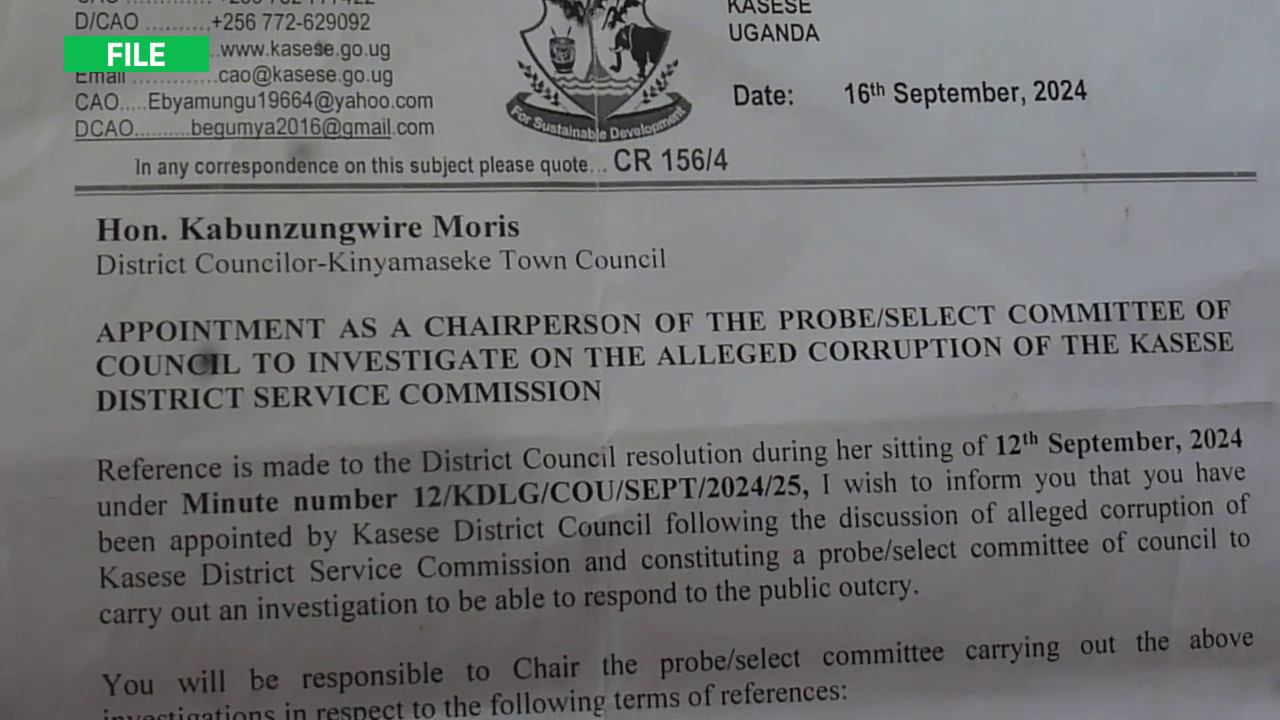 D/CAO ..........+256 772-629092
FILE
..www.kasese.go.ug
Email .............cao@kasese.go.ug
CAO....Ebyamungu19664@yahoo.com
DCAO.........begumya2016@gmail.com
For Sustainable Development
KASESE
UGANDA
Date: 16th September, 2024
In any correspondence on this subject please quote... CR 156/4
Hon. Kabunzungwire Moris
District Councilor-Kinyamaseke Town Council
APPOINTMENT AS A CHAIRPERSON OF THE PROBE/SELECT COMMITTEE OF
COUNCIL TO INVESTIGATE ON THE ALLEGED CORRUPTION OF THE KASESE
DISTRICT SERVICE COMMISSION
Reference is made to the District Council resolution during her sitting of 12th September, 2024
under Minute number 12/KDLG/COU/SEPT/2024/25, I wish to inform you that you have
been appointed by Kasese District Council following the discussion of alleged corruption of
Kasese District Service Commission and constituting a probe/select committee of council to
carry out an investigation to be able to respond to the public outcry.
You will be responsible to Chair the probe/select committee carrying out the above
investigations in respect to the following terms of references: